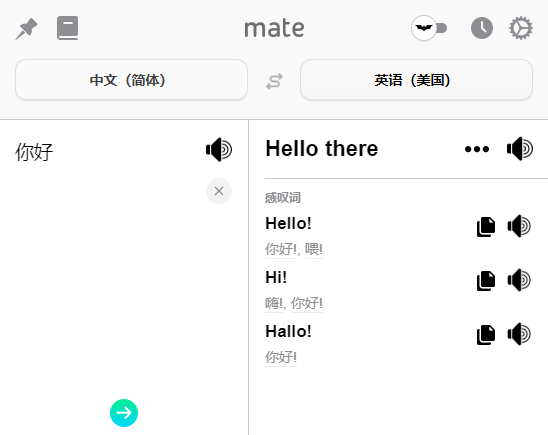 mate
中文（简体）
英语（美国）
你好
Hello there
感叹词
Hello!
你好!, 喂!
Hi!
嗨!, 你好!
Hallo!
你好!